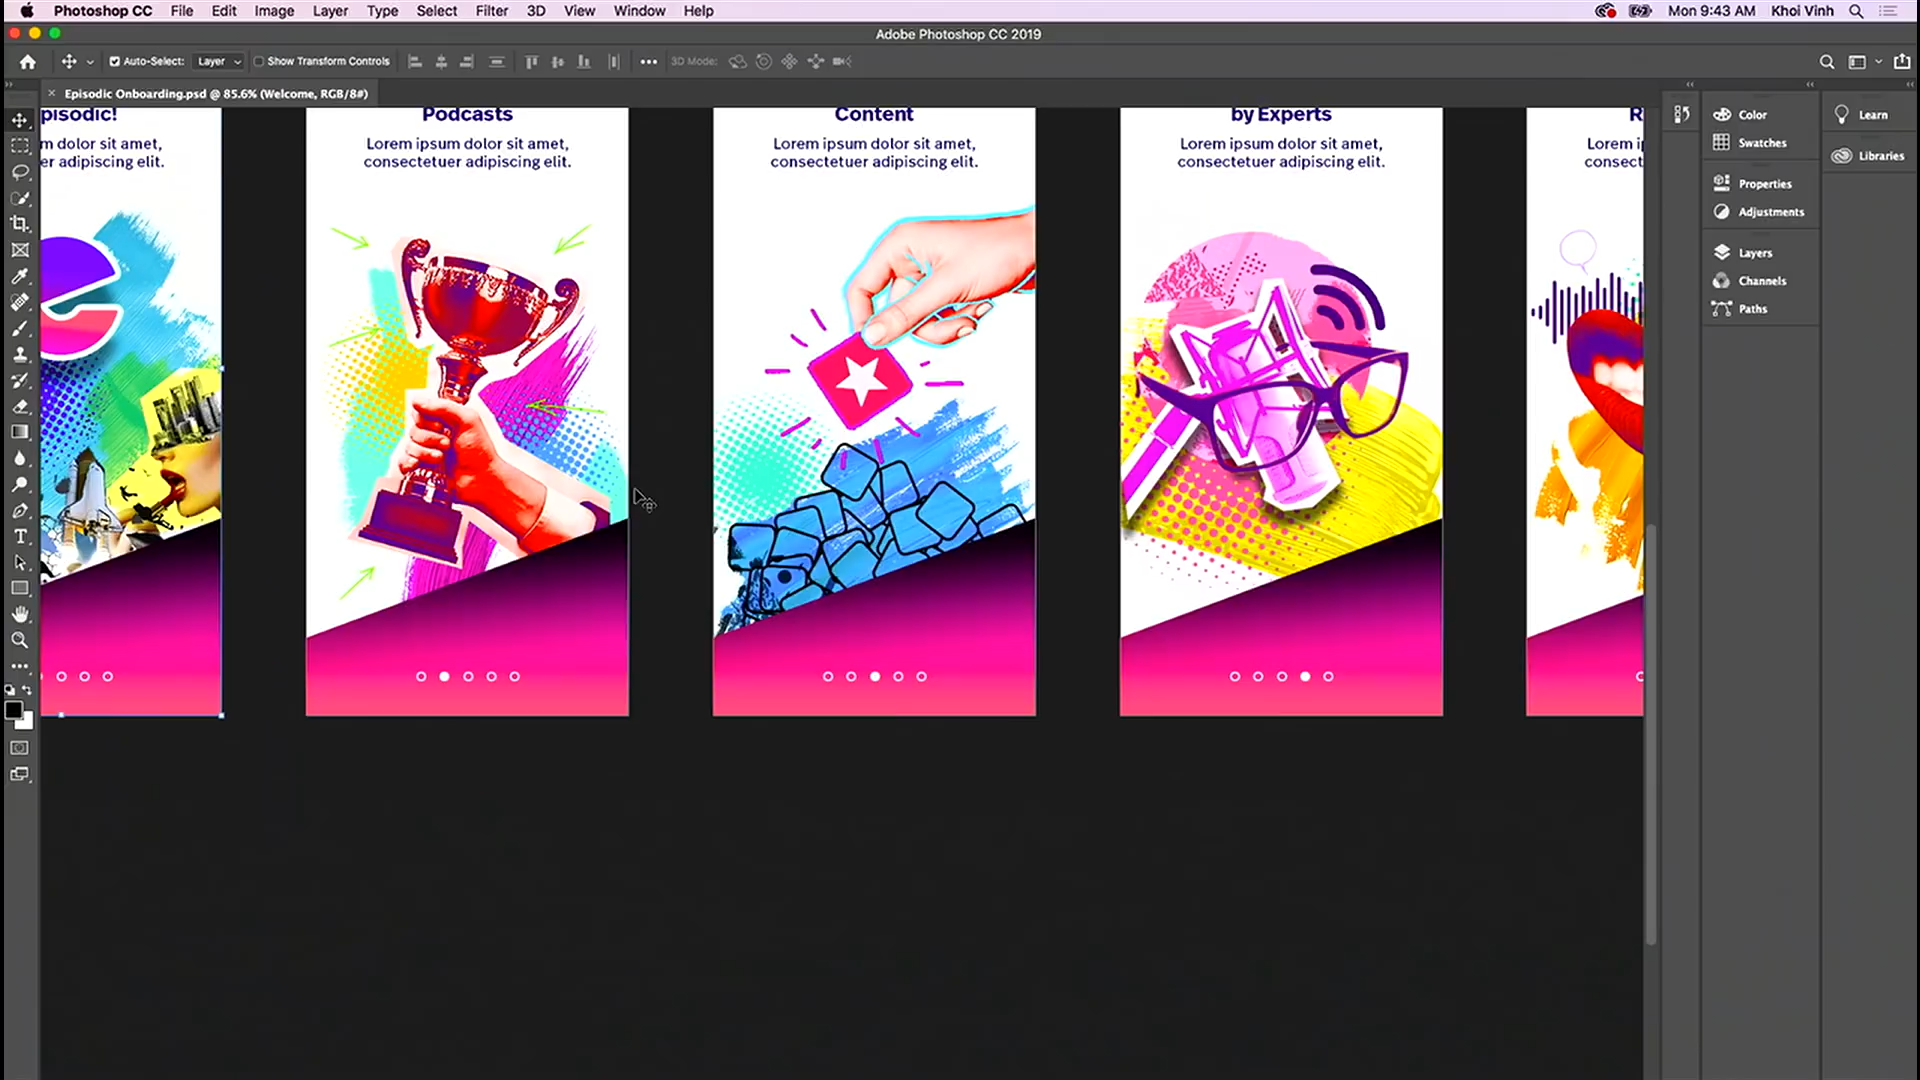 Photoshop CC File Edit Image Layer Type Select Filter 3D View Window Help Mon 9:43 AM Khoi Vinh
Adobe Photoshop CC 2019
Auto-Select: Layer Show Transform Controls 3D Mode:
× Episodic Onboarding.psd @ 85.6% (Welcome, RGB/8#)
pisodic!
m dolor sit amet,
er adipiscing elit.
Podcasts
Lorem ipsum dolor sit amet,
consectetuer adipiscing elit.
Content
Lorem ipsum dolor sit amet,
consectetuer adipiscing elit.
by Experts
Lorem ipsum dolor sit amet,
consectetuer adipiscing elit.
R
Lorem i
consect
Color
Swatches
Properties
Adjustments
Layers
Channels
Paths
Learn
Libraries